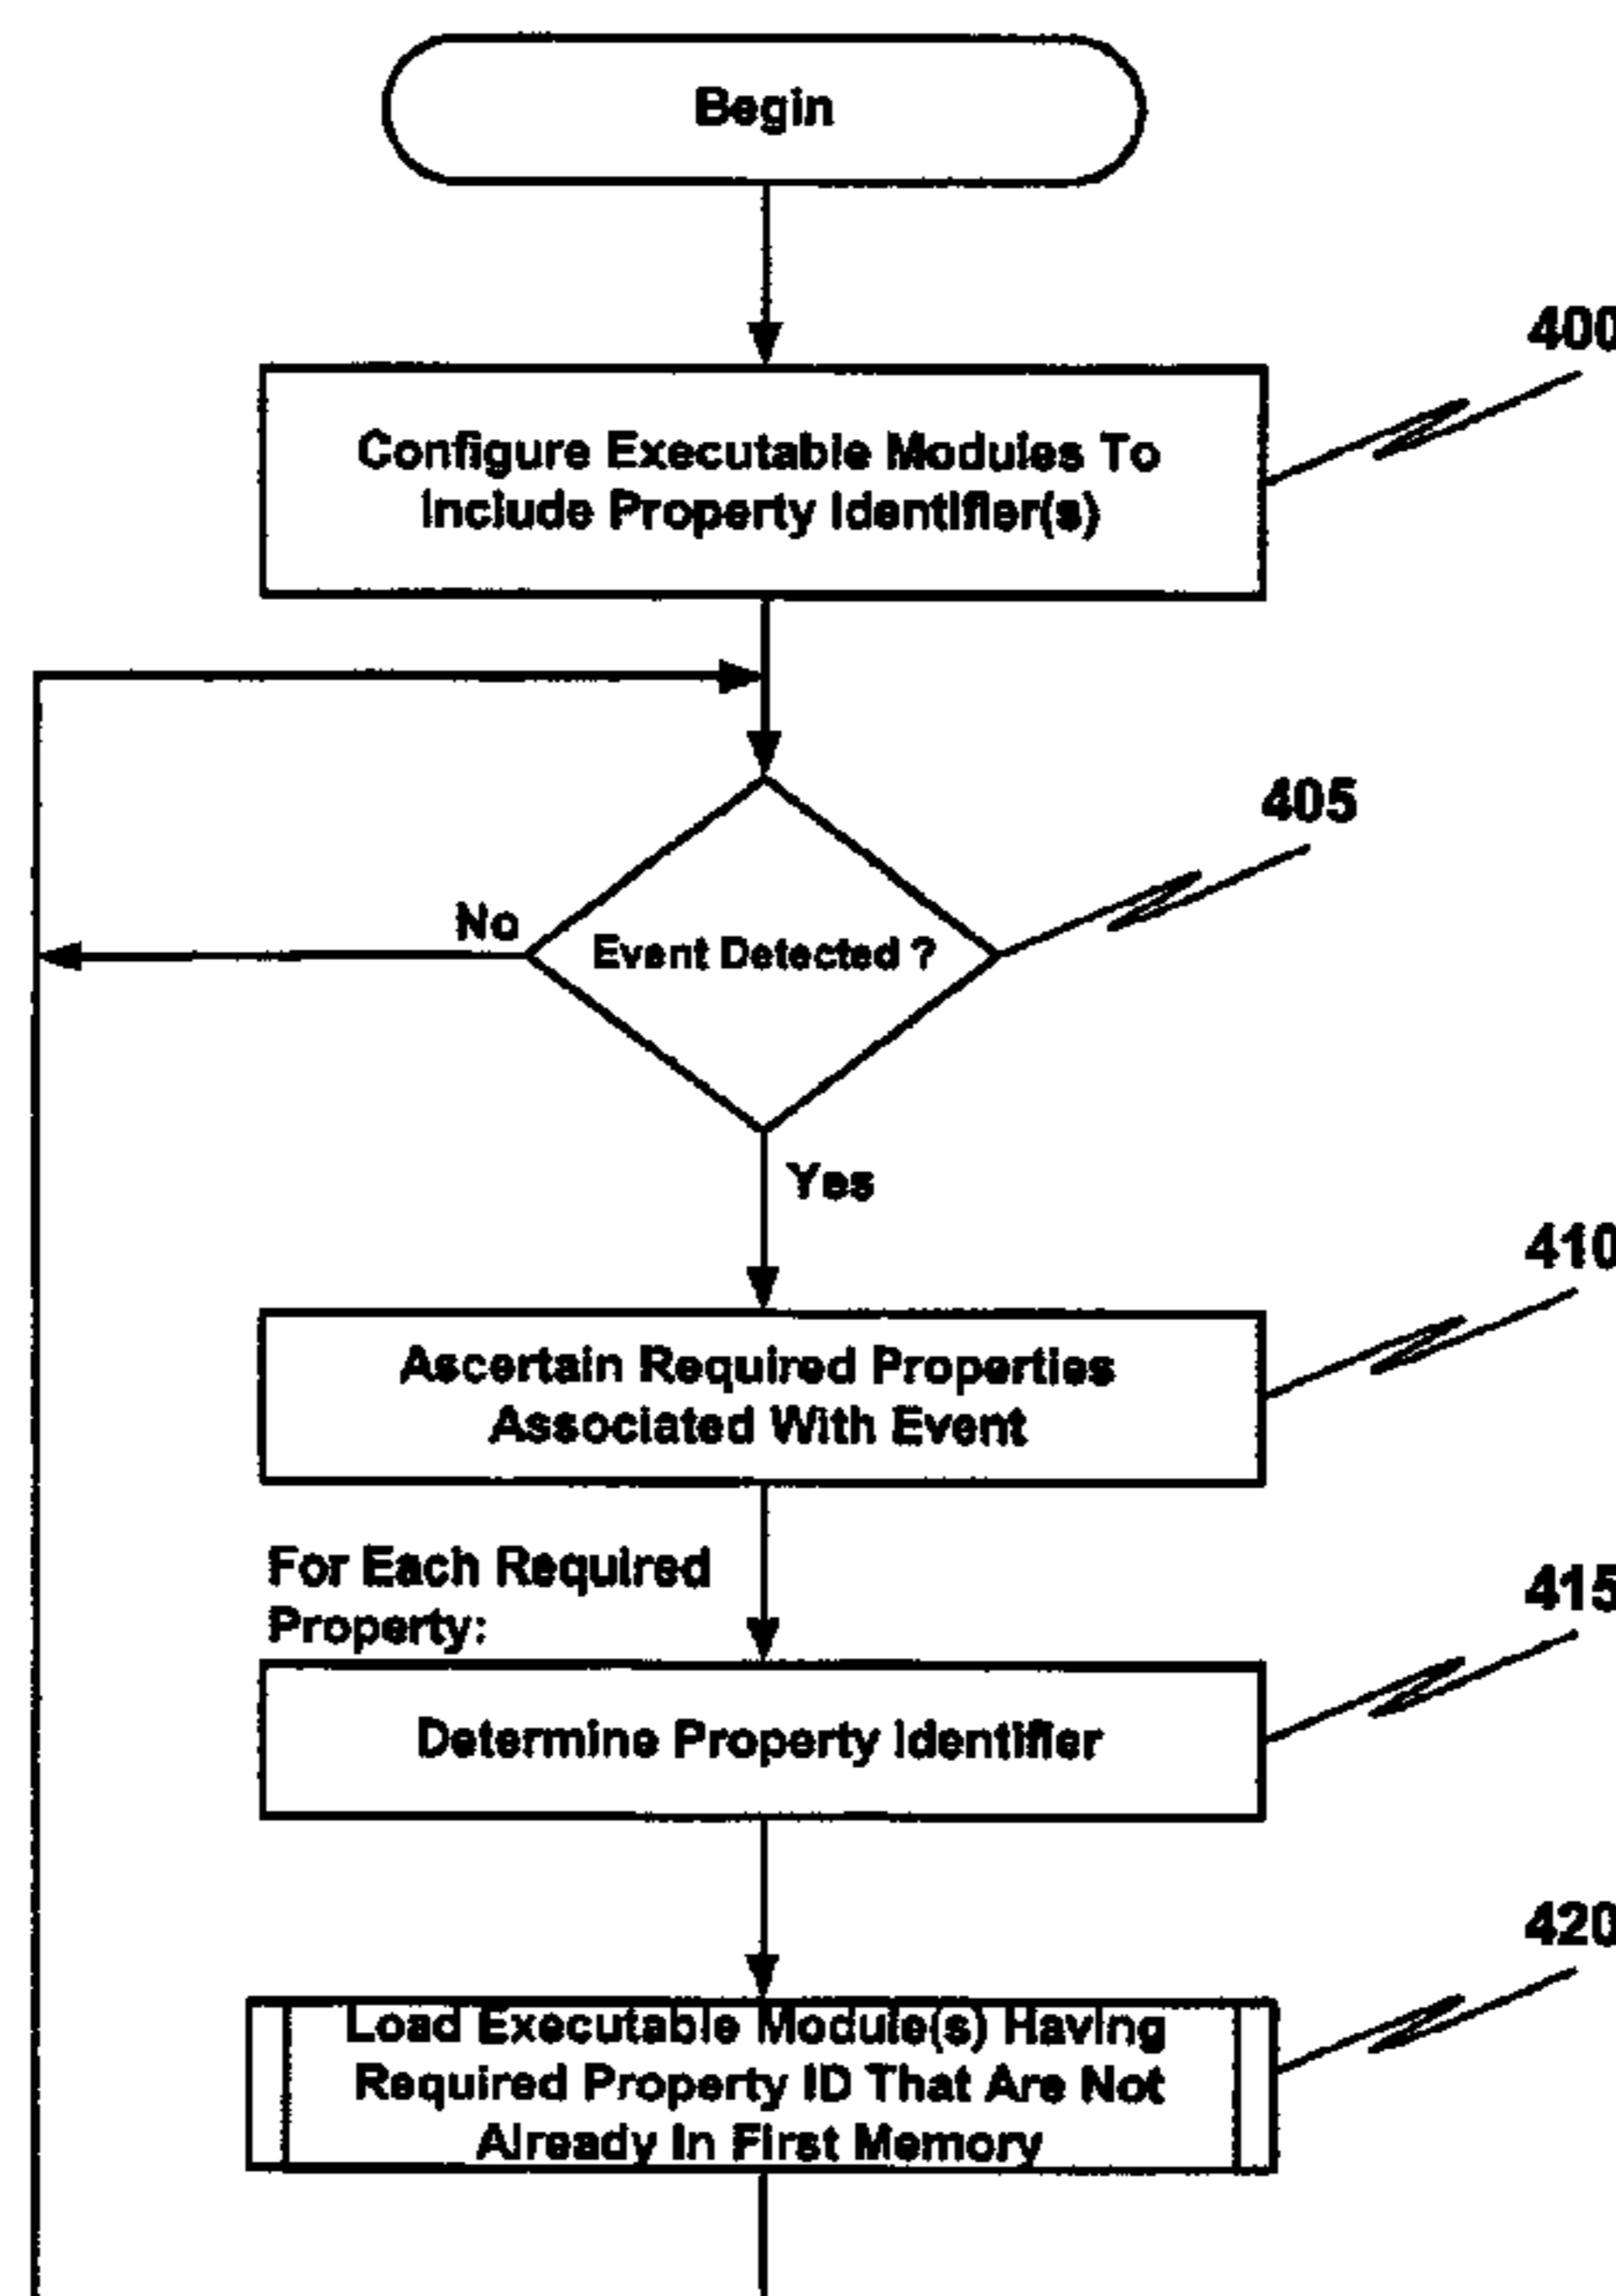 Begin
400
Configure Executable Modules To
Include Property Identifier(s)
405
No
Event Detected ?
Yes
410
Ascertain Required Properties
Associated With Event
For Each Required
Property:
415
Determine Property Identifier
420
Load Executable Module(s) Having
Required Property ID That Are Not
Already In First Memory